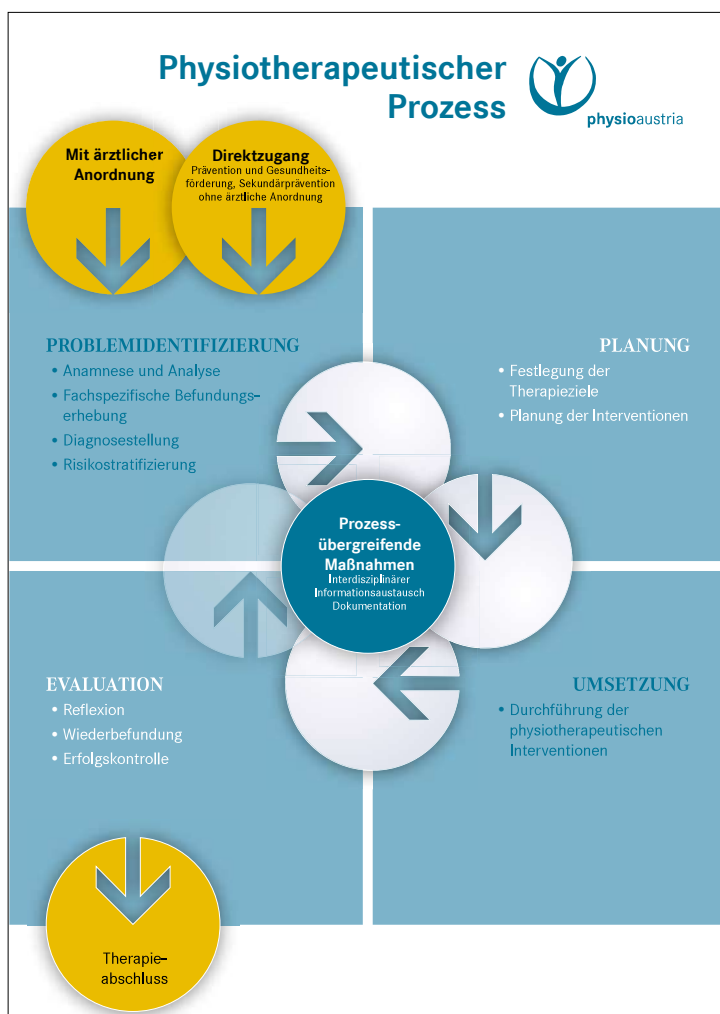 Physiotherapeutischer
Prozess
physioaustria
Mit ärztlicher
Anordnung
Direktzugang
Prävention und Gesundheits-
förderung, Sekundärprävention
ohne ärztliche Anordnung
PROBLEMIDENTIFIZIERUNG
• Anamnese und Analyse
• Fachspezifische Befundungs-
erhebung
• Diagnosestellung
• Risikostratifizierung
PLANUNG
• Festlegung der
Therapieziele
• Planung der Interventionen
Prozess-
übergreifende
Maßnahmen
Interdisziplinärer
Informationsaustausch
Dokumentation
EVALUATION
• Reflexion
• Wiederbefundung
• Erfolgskontrolle
UMSETZUNG
• Durchführung der
physiotherapeutischen
Interventionen
Therapie-
abschluss